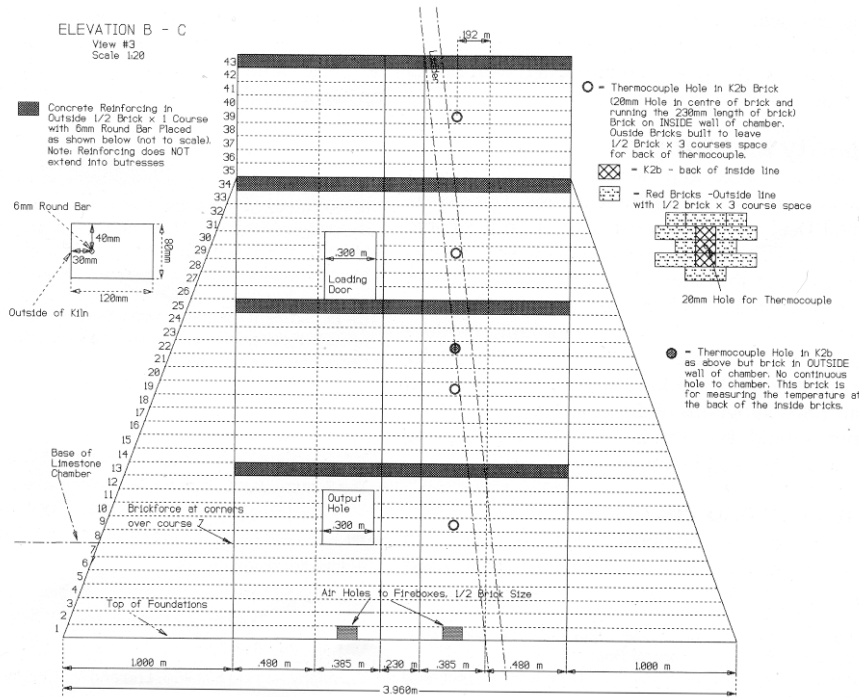 ELEVATION B - C
View #3
Scale 1:20
Concrete Reinforcing in
Outside 1/2 Brick x 1 Course
with 6mm Round Bar Placed
as shown below (not to scale).
Note: Reinforcing does NOT
extend into butresses
6mm Round Bar
40mm
30mm
80mm
120mm
Outside of Kiln
Base of
Limestone
Chamber
Brickforce at corners
over course 7
Top of Foundations
Air Holes to Fireboxes, 1/2 Brick Size
43
42
41
40
39
38
37
36
35
34
33
32
31
30
29
28
27
26
25
24
23
22
21
20
19
18
17
16
15
14
13
12
11
10
9
8
7
6
5
4
3
2
1
.192 m
Ladder
.300 m
Loading
Door
Output
Hole
.300 m
O = Thermocouple Hole in K2b Brick
(20mm Hole in centre of brick and
running the 230mm length of brick)
Brick on INSIDE wall of chamber.
Ouside Bricks built to leave
1/2 Brick x 3 courses space
for back of thermocouple.
= K2b - back of inside line
= Red Bricks -Outside line
with 1/2 brick x 3 course space
20mm Hole for Thermocouple
= Thermocouple Hole in K2b
as above but brick in OUTSIDE
wall of chamber. No continuous
hole to chamber. This brick is
for measuring the temperature at
the back of the inside bricks.
1.000 m
.480 m
.385 m
.230 m
.385 m
.480 m
1.000 m
3.960m